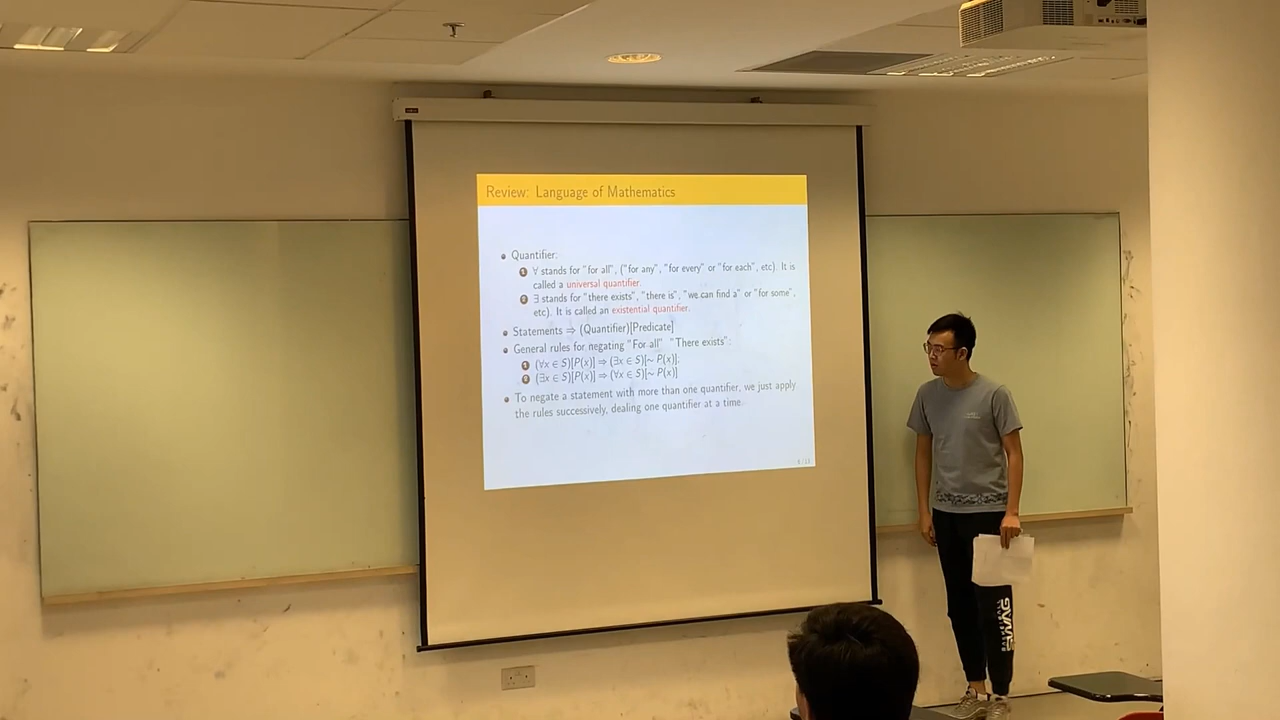 Review: Language of Mathematics
• Quantifier:
1 ∀ stands for "for all", ("for any", "for every" or "for each", etc). It is
called a universal quantifier.
2 ∃ stands for "there exists", "there is", "we can find a" or "for some",
etc). It is called an existential quantifier.
• Statements ⇒ (Quantifier)[Predicate]
• General rules for negating "For all" "There exists":
1 (∀x ∈ S)[P(x)] ⇒ (∃x ∈ S)[∼ P(x)].
2 (∃x ∈ S)[P(x)] ⇒ (∀x ∈ S)[∼ P(x)]
• To negate a statement with more than one quantifier, we just apply
the rules successively, dealing one quantifier at a time.
SWAG